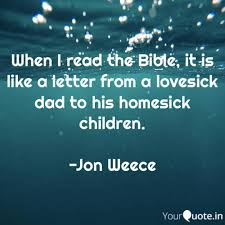 When I read the Bible, it is
like a letter from a lovesick
dad to his homesick
children.
-Jon Weece
YourQuote.in